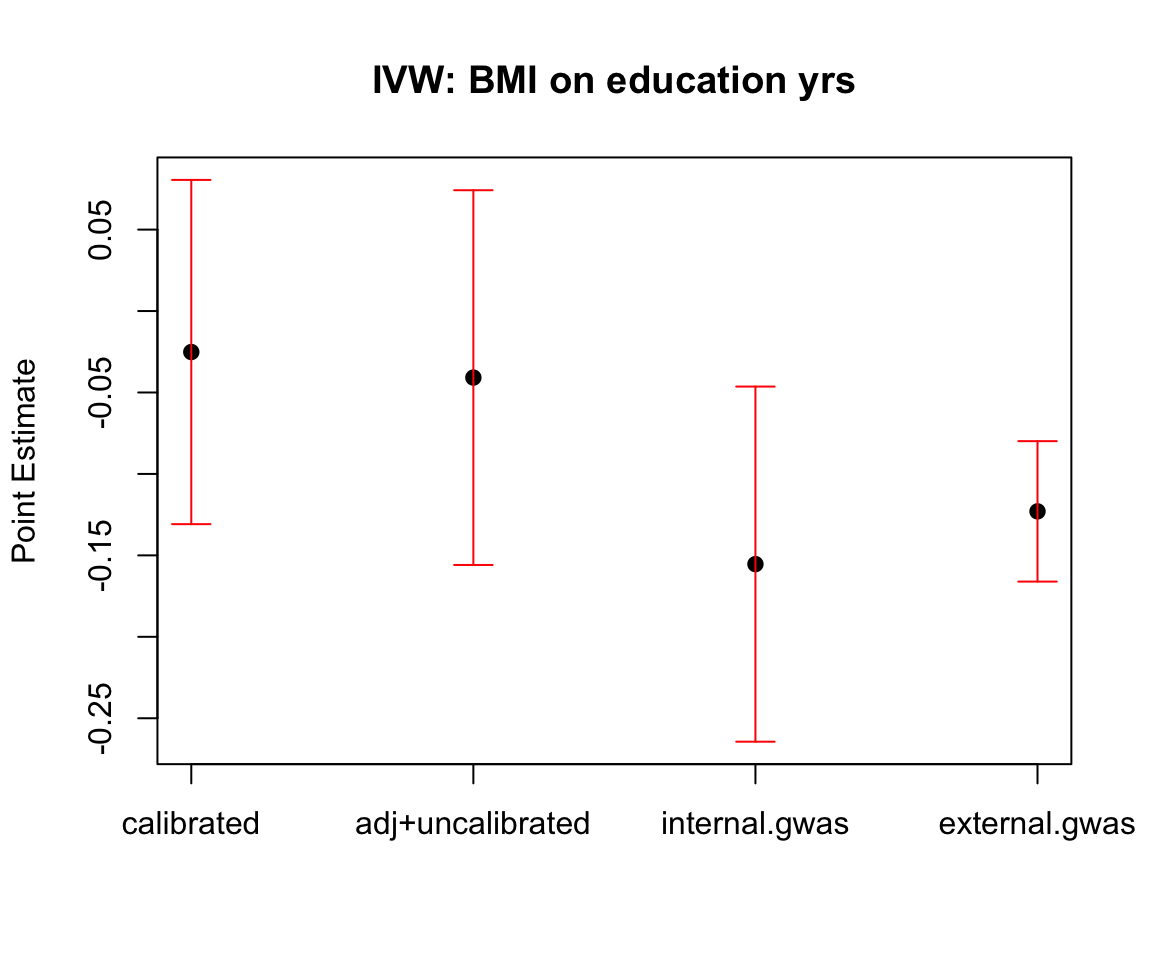 IVW: BMI on education yrs
Point Estimate
0.05
-0.05
-0.15
-0.25
calibrated
adj+uncalibrated
internal.gwas
external.gwas